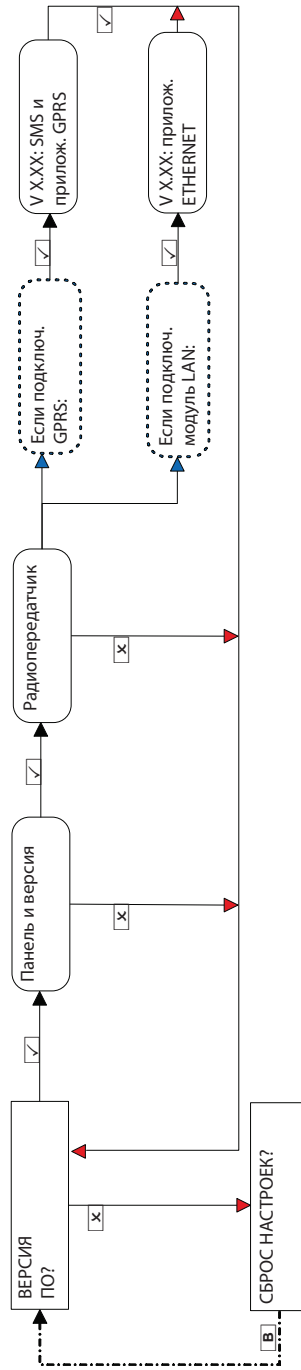 ВЕРСИЯ
ПО?
✓
Панель и версия
✓
Радиопередатчик
Если подключ.
GPRS:
✓
V X.XX: SMS и
прилож. GPRS
✓
Если подключ.
модуль LAN:
✓
V X.XX: прилож.
ETHERNET
x
x
x
СБРОС НАСТРОЕК?
B